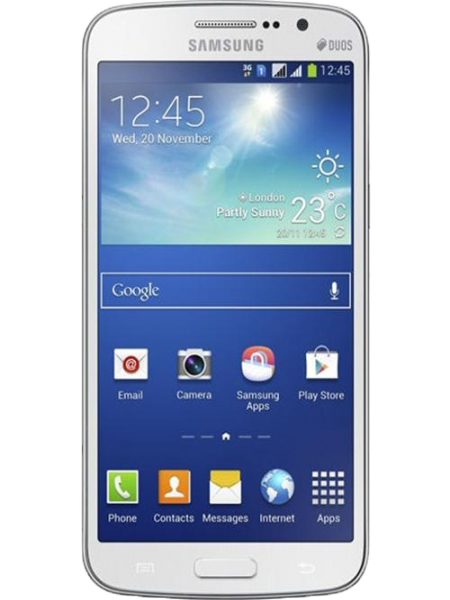 SAMSUNG
DUOS
3G 1 12:45
12:45
Wed, 20 November
London
Partly Sunny 23°C
20/11 12:45
Google
Email Camera Samsung Apps Play Store
Phone Contacts Messages Internet Apps